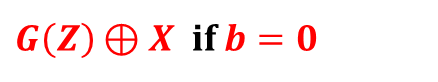 G(Z) ⊕ X if b = 0